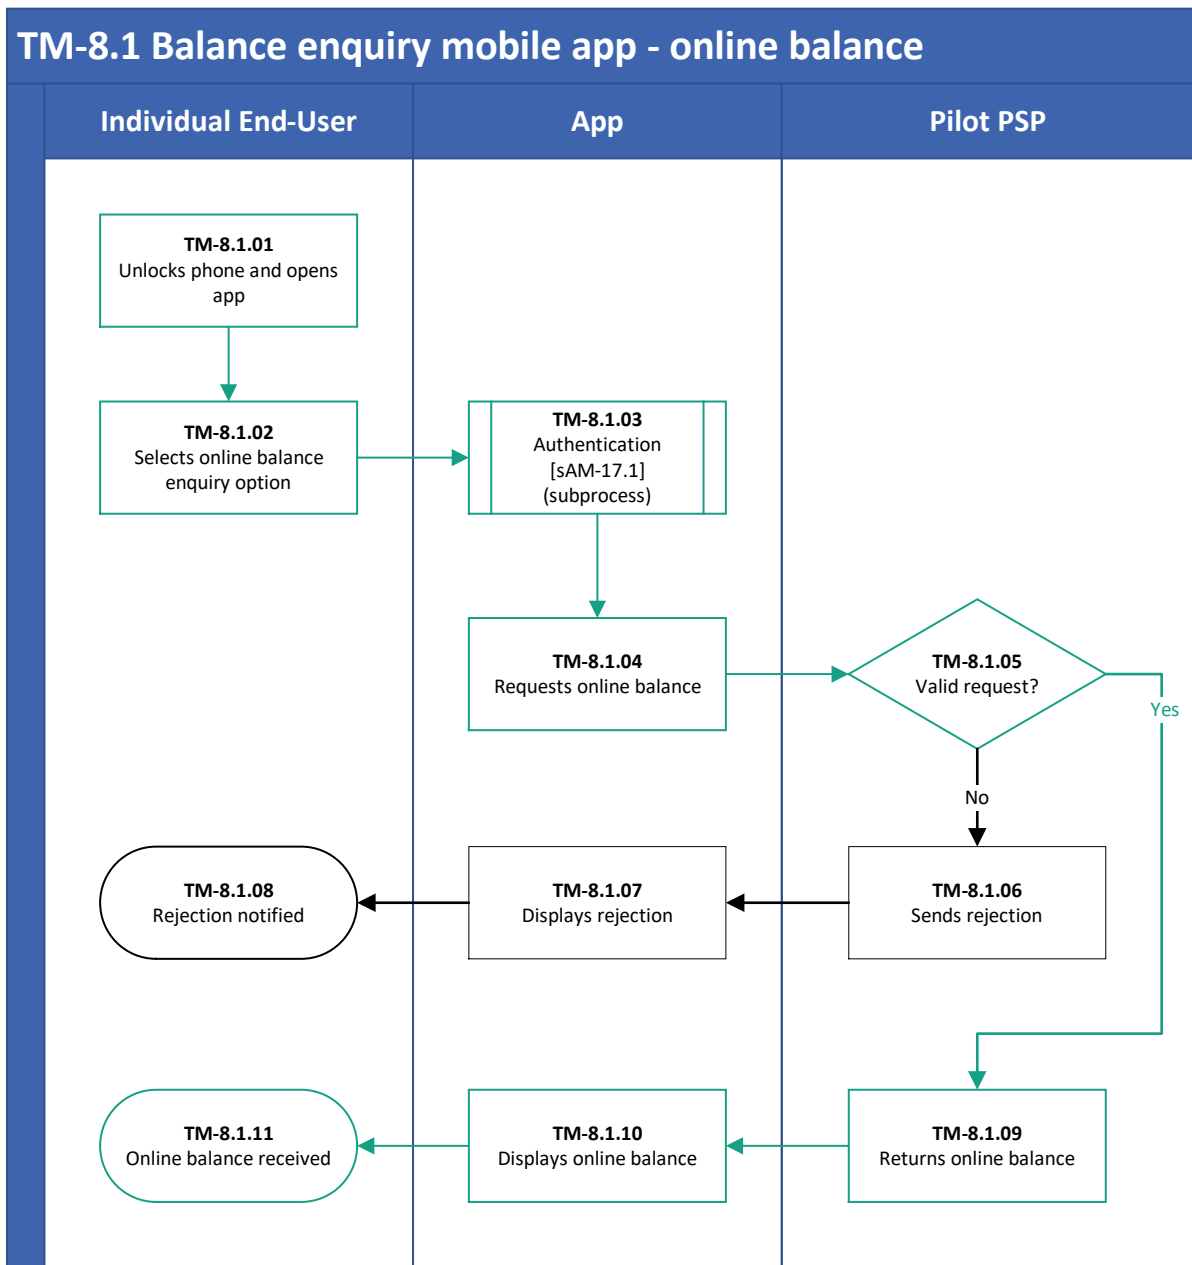 TM-8.1 Balance enquiry mobile app - online balance
Individual End-User
App
Pilot PSP
TM-8.1.01
Unlocks phone and opens
app
TM-8.1.02
Selects online balance
enquiry option
TM-8.1.03
Authentication
[sAM-17.1]
(subprocess)
TM-8.1.04
Requests online balance
TM-8.1.05
Valid request?
Yes
No
TM-8.1.08
Rejection notified
TM-8.1.07
Displays rejection
TM-8.1.06
Sends rejection
TM-8.1.11
Online balance received
TM-8.1.10
Displays online balance
TM-8.1.09
Returns online balance